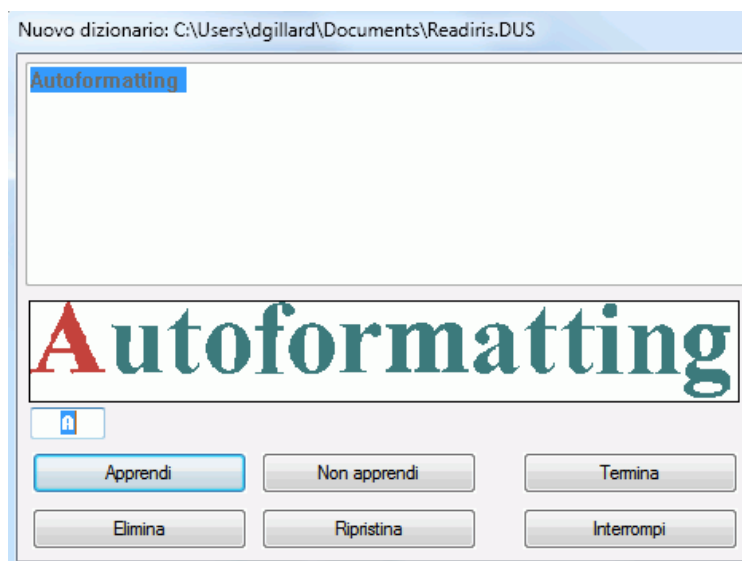 Nuovo dizionario: C:\Users\dgillard\Documents\Readiris.DUS
Autoformatting
Autoformatting
A
Apprendi Non apprendi Termina
Elimina Ripristina Interrompi